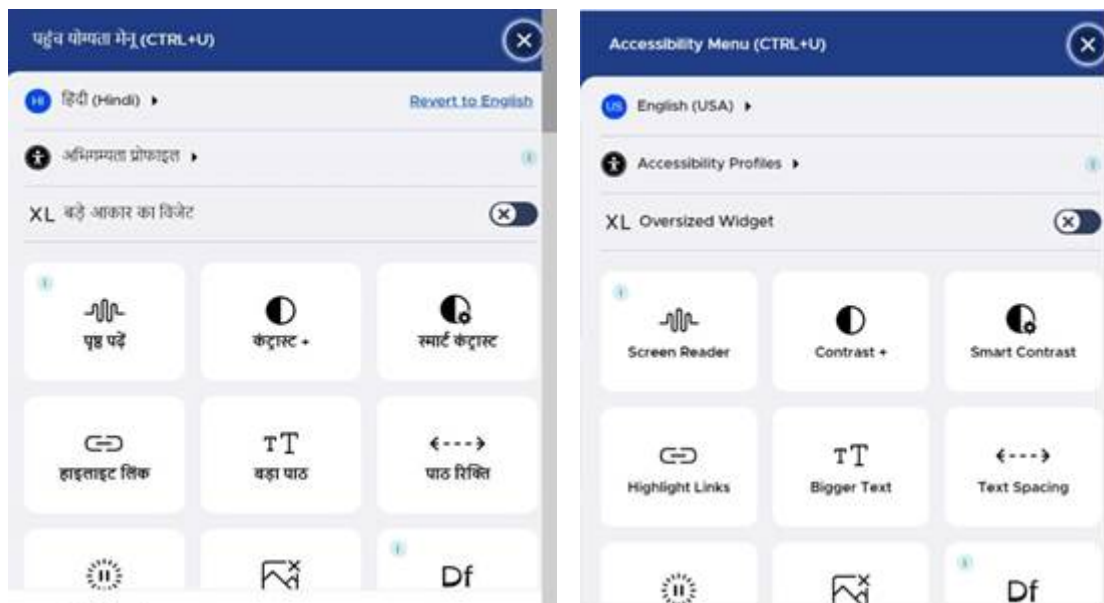 पहुंच योग्यता मेनू (CTRL+U)
HI हिंदी (Hindi)
Revert to English
अभिगम्यता प्रोफाइल
XL बड़े आकार का विजेट
पृष्ठ पढ़ें
कंट्रास्ट +
स्मार्ट कंट्रास्ट
हाइलाइट लिंक
बड़ा पाठ
पाठ रिक्ति
Df
Accessibility Menu (CTRL+U)
US English (USA)
Accessibility Profiles
XL Oversized Widget
Screen Reader
Contrast +
Smart Contrast
Highlight Links
Bigger Text
Text Spacing
Df